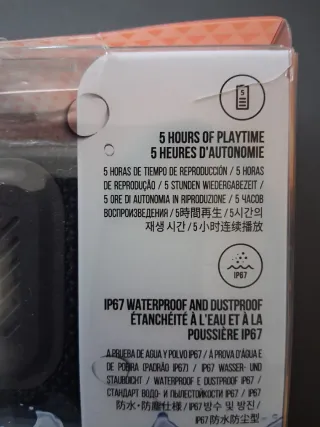 5
5 HOURS OF PLAYTIME
5 HEURES D'AUTONOMIE
5 HORAS DE TIEMPO DE REPRODUCCIÓN / 5 HORAS
DE REPRODUÇÃO / 5 STUNDEN WIEDERGABEZEIT /
5 ORE DI AUTONOMIA IN RIPRODUZIONE / 5 ЧАСОВ
ВОСПРОИЗВЕДЕНИЯ / 5時間再生 / 5시간의
재생 시간 / 5 小时连续播放
IP67
IP67 WATERPROOF AND DUSTPROOF
ÉTANCHÉITÉ À L'EAU ET À LA
POUSSIÈRE IP67
A PRUEBA DE AGUA Y POLVO IP67 / À PROVA D'ÁGUA E
DE POEIRA (PADRÃO IP67) / IP67 WASSER- UND
STAUBDICHT / WATERPROOF E DUSTPROOF IP67 /
СТАНДАРТ ВОДО- И ПЫЛЕСТОЙКОСТИ IP67 / IP67
防水・防塵仕様 / IP67 방수 및 방진 /
IP67 防水防尘型